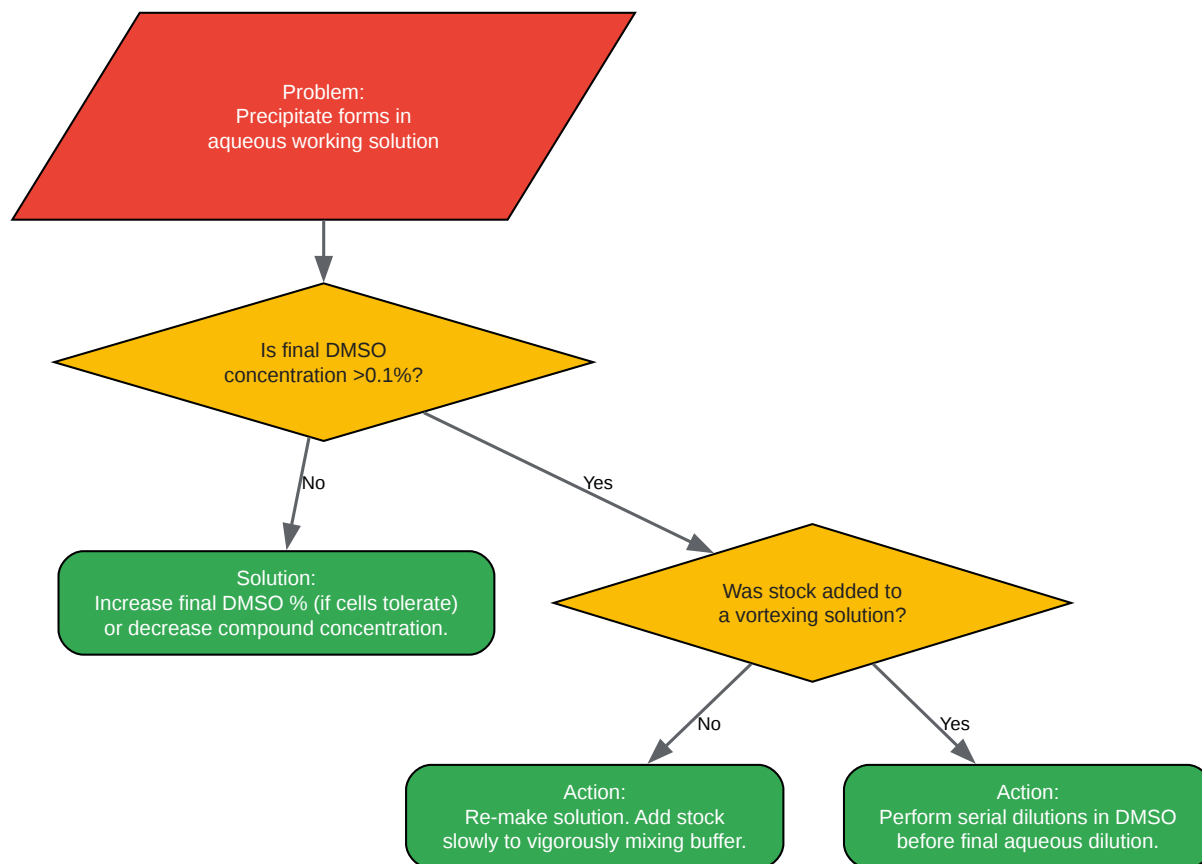 Problem:
Precipitate forms in
aqueous working solution
Is final DMSO
concentration >0.1%?
No
Yes
Solution:
Increase final DMSO % (if cells tolerate)
or decrease compound concentration.
Was stock added to
a vortexing solution?
No
Yes
Action:
Re-make solution. Add stock
slowly to vigorously mixing buffer.
Action:
Perform serial dilutions in DMSO
before final aqueous dilution.